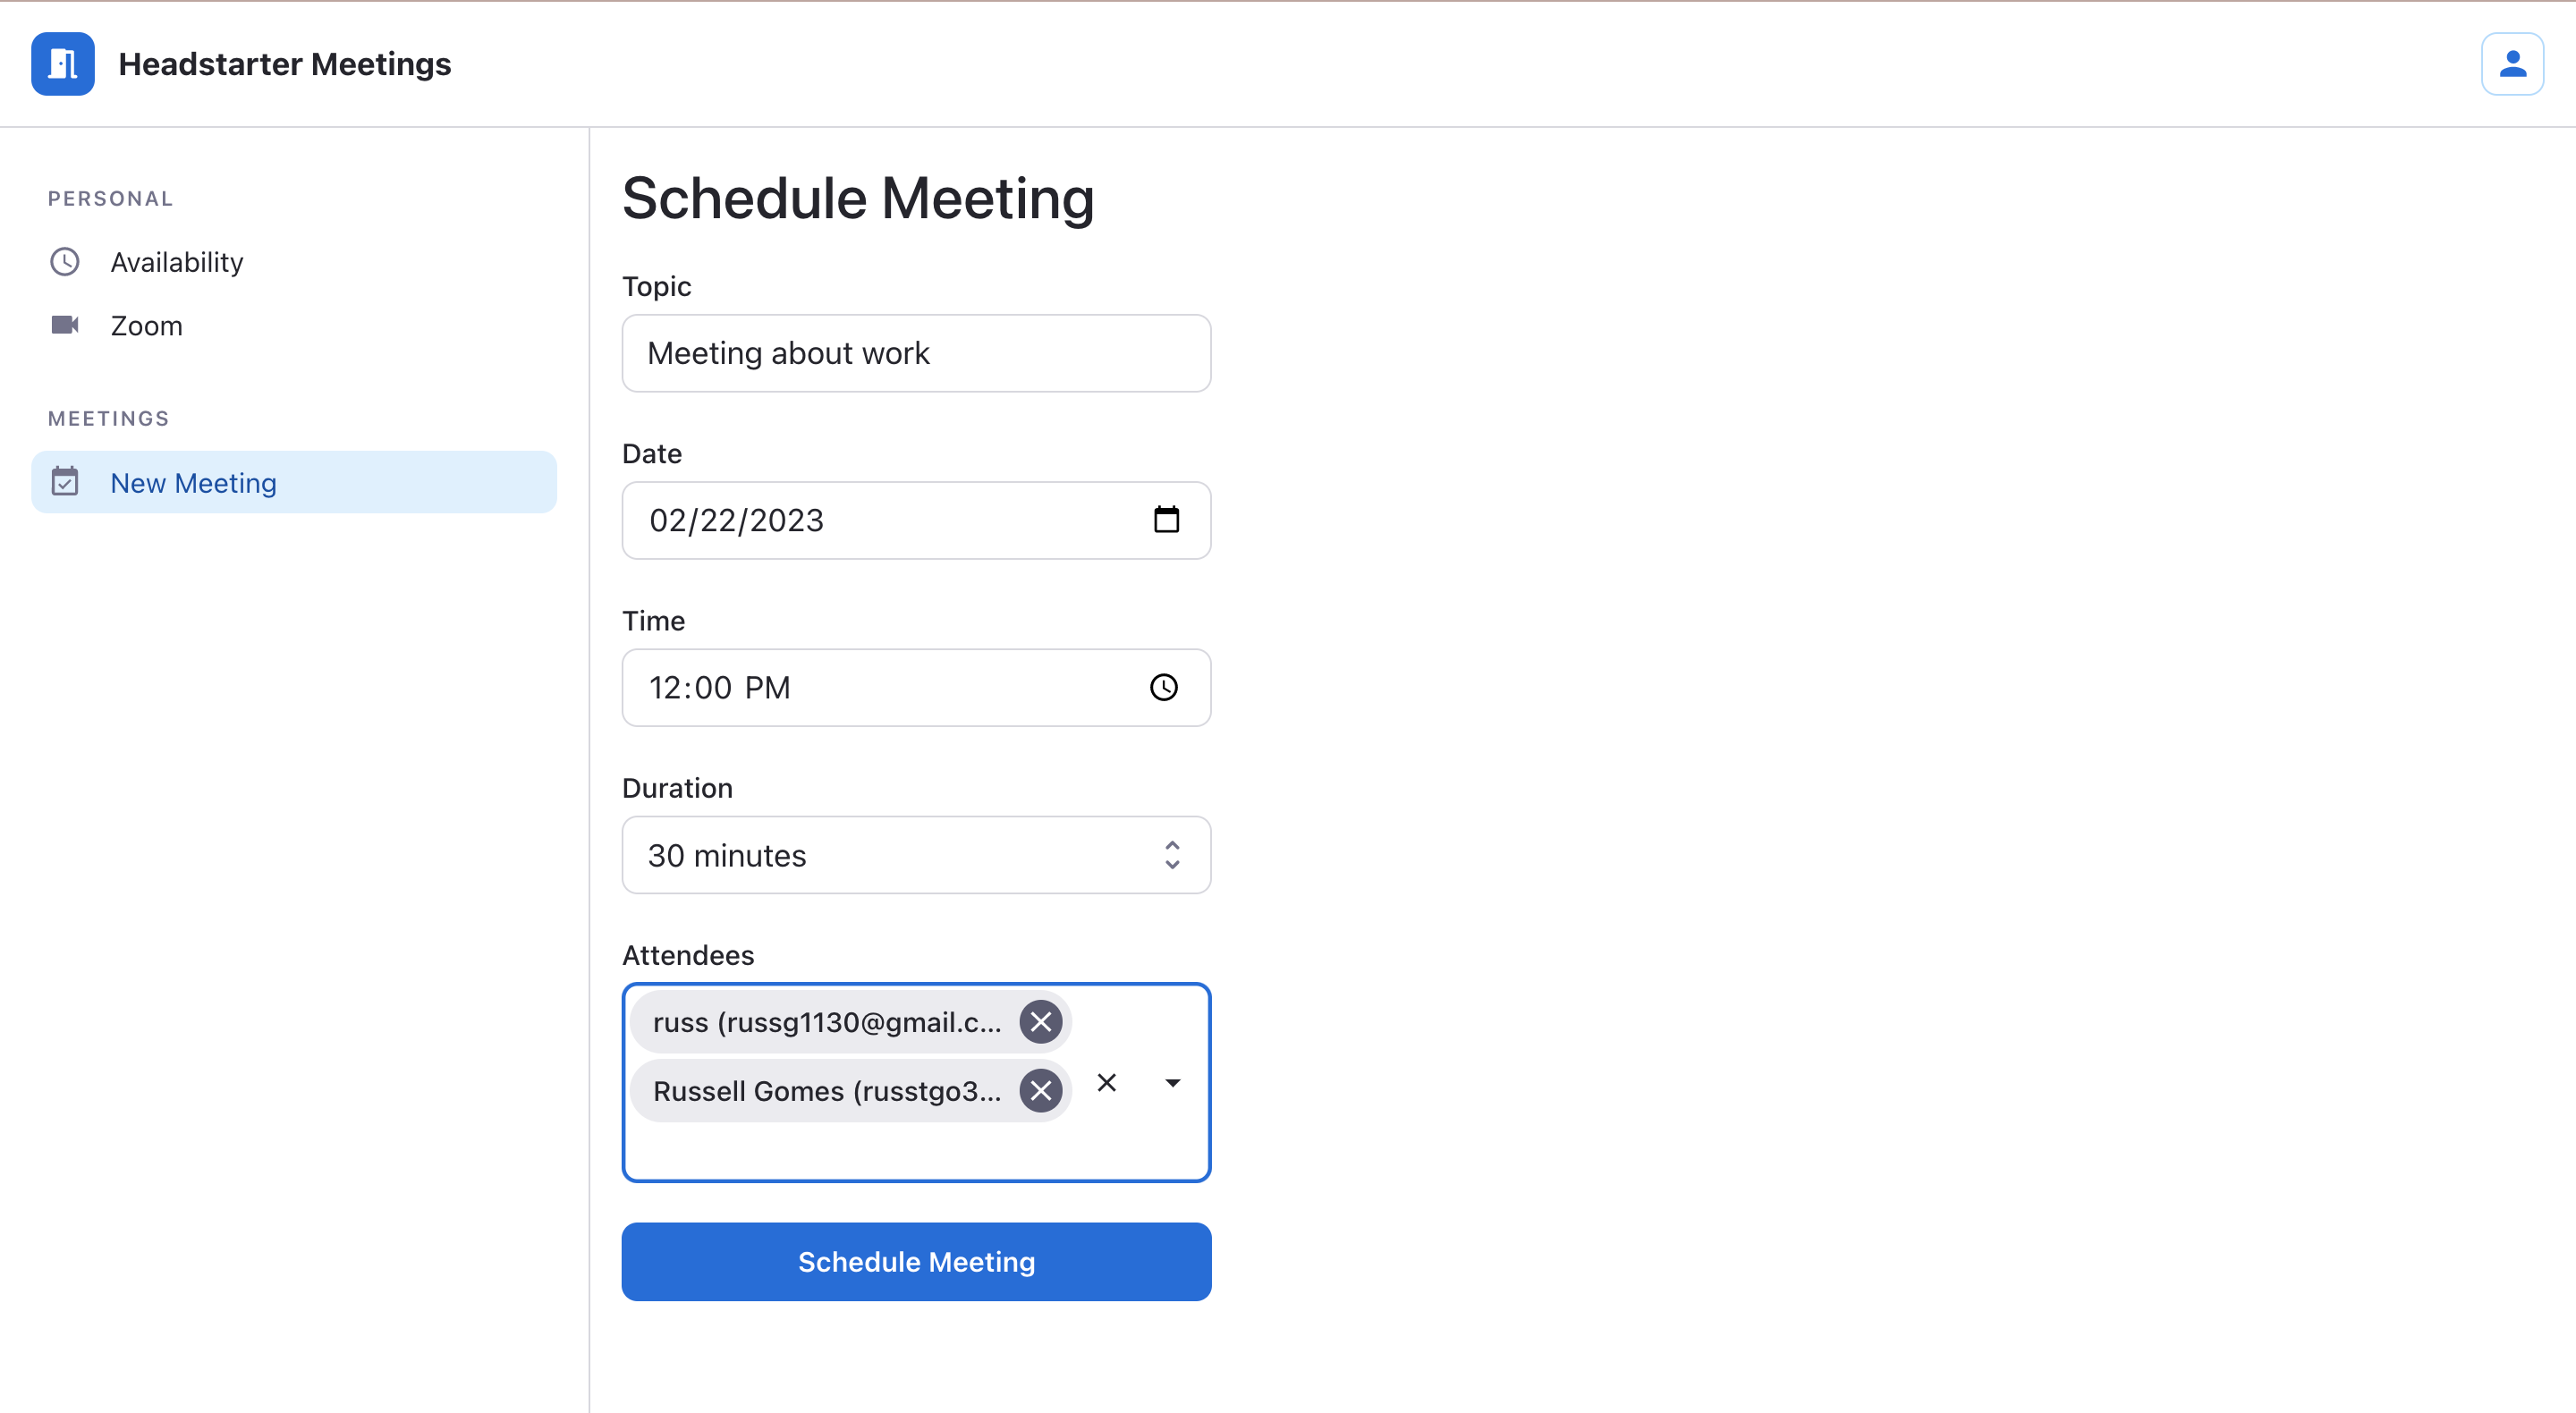 Headstarter Meetings
PERSONAL
Availability
Zoom
MEETINGS
New Meeting
Schedule Meeting
Topic
Meeting about work
Date
02/22/2023
Time
12:00 PM
Duration
30 minutes
Attendees
russ (russg1130@gmail.c...
Russell Gomes (russtgo3...
Schedule Meeting